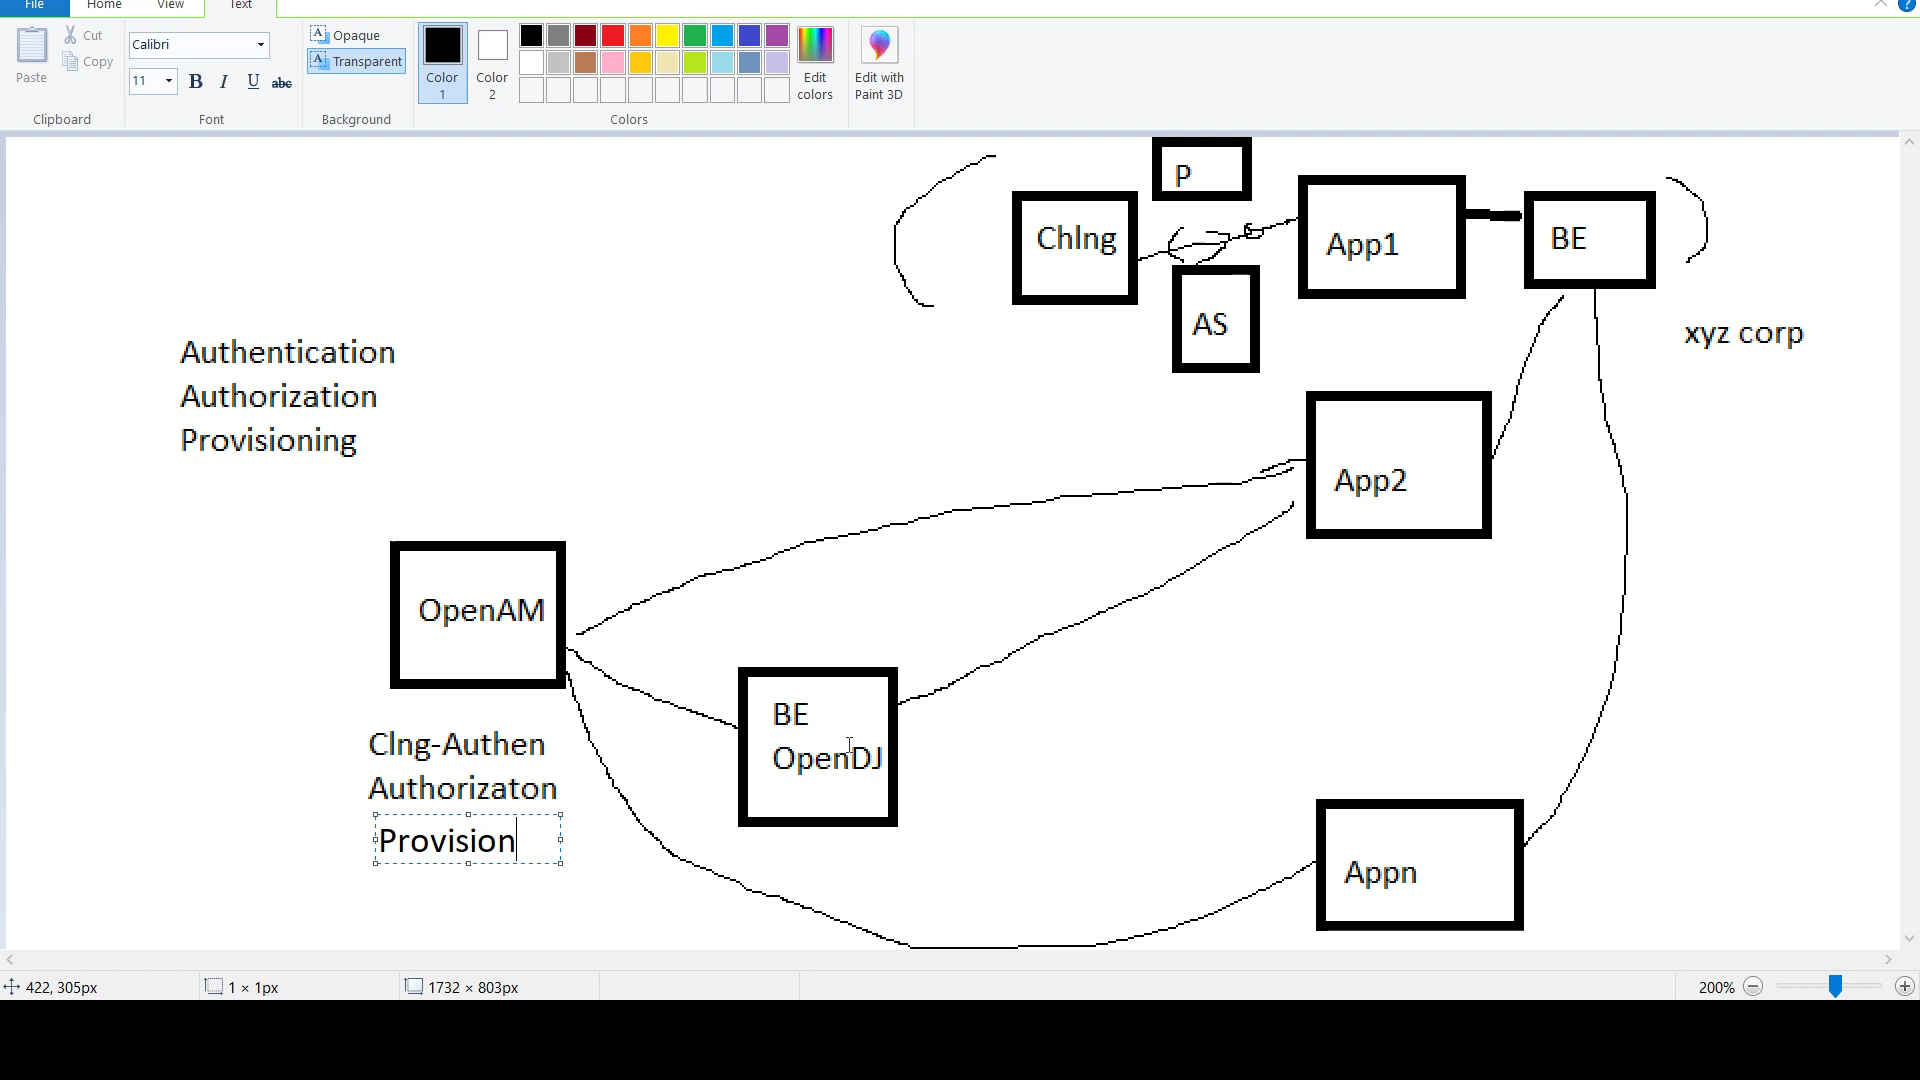 File Home View Text
Paste
Cut
Copy
Clipboard
Calibri
11 B I U abc
Font
Opaque
Transparent
Background
Color 1
Color 2
Edit colors
Edit with Paint 3D
Colors
P
Chlng
App1
BE
AS
xyz corp
Authentication
Authorization
Provisioning
App2
OpenAM
BE
OpenDJ
Clng-Authen
Authorizaton
Provision
Appn
422, 305px
1 × 1px
1732 × 803px
200%